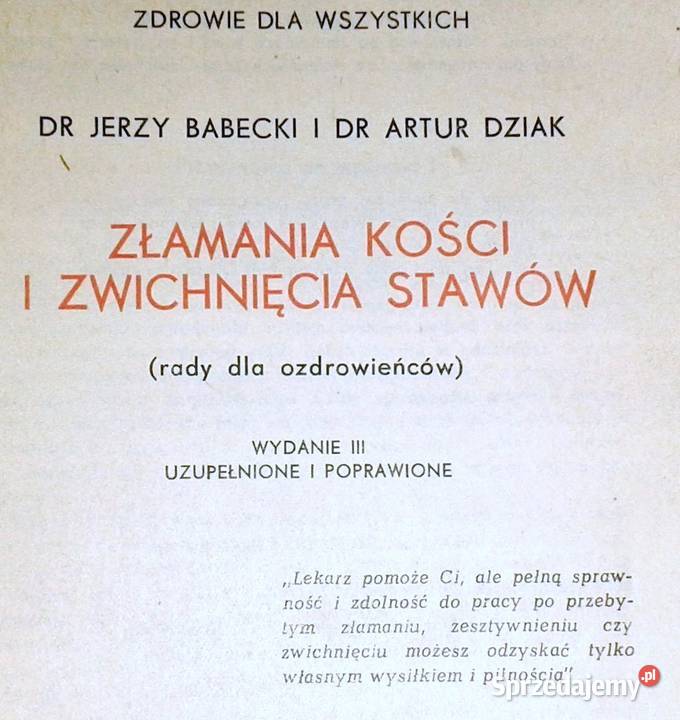 ZDROWIE DLA WSZYSTKICH
DR JERZY BABECKI I DR ARTUR DZIAK
ZŁAMANIA KOŚCI
I ZWICHNIĘCIA STAWÓW
(rady dla ozdrowieńców)
WYDANIE III
UZUPEŁNIONE I POPRAWIONE
„Lekarz pomoże Ci, ale pełną spraw-
ność i zdolność do pracy po przeby-
tym złamaniu, zesztywnieniu czy
zwichnięciu możesz odzyskać tylko
własnym wysiłkiem i pilnością"
Sprzedajemy.pl